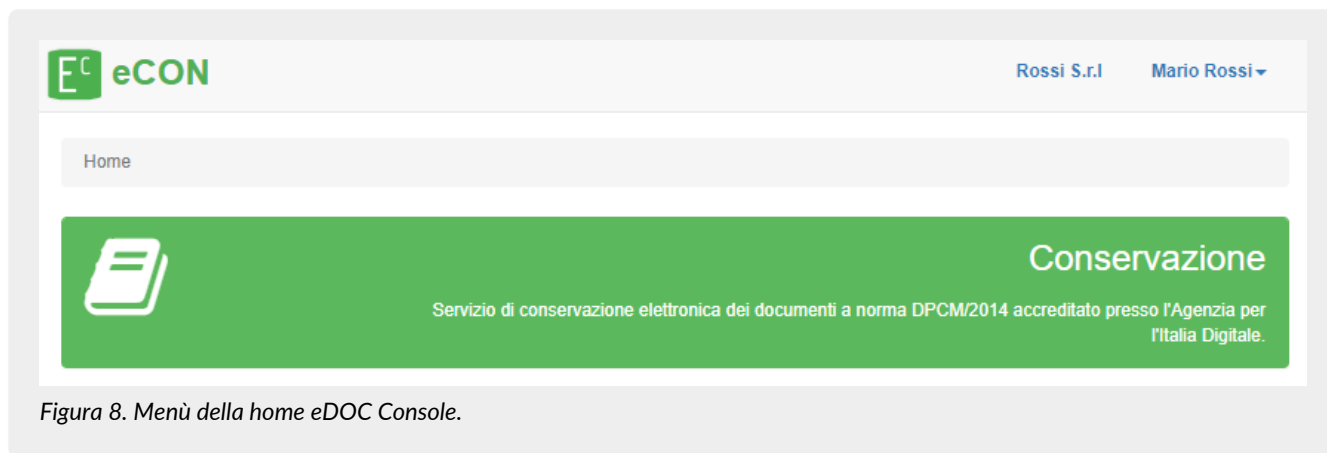 EC eCON
Rossi S.r.l Mario Rossi
Home
Conservazione
Servizio di conservazione elettronica dei documenti a norma DPCM/2014 accreditato presso l'Agenzia per
l'Italia Digitale.
Figura 8. Menù della home eDOC Console.